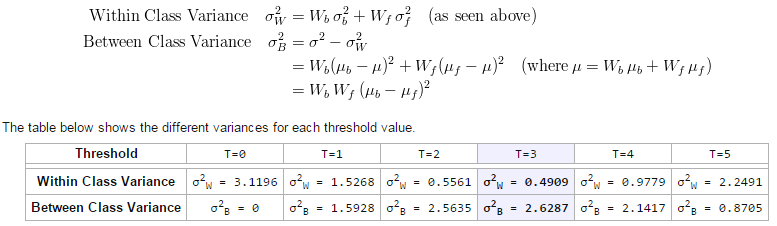 Within Class Variance σ²_W = W_b σ²_b + W_f σ²_f (as seen above)
Between Class Variance σ²_B = σ² − σ²_W
= W_b(μ_b − μ)² + W_f(μ_f − μ)² (where μ = W_b μ_b + W_f μ_f)
= W_b W_f (μ_b − μ_f)²
The table below shows the different variances for each threshold value.
Threshold T=0 T=1 T=2 T=3 T=4 T=5
Within Class Variance σ²_W = 3.1196 σ²_W = 1.5268 σ²_W = 0.5561 σ²_W = 0.4909 σ²_W = 0.9779 σ²_W = 2.2491
Between Class Variance σ²_B = 0 σ²_B = 1.5928 σ²_B = 2.5635 σ²_B = 2.6287 σ²_B = 2.1417 σ²_B = 0.8705